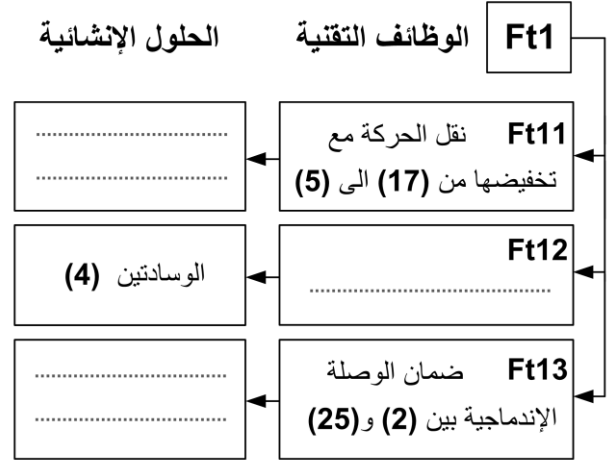 Ft1 الوظائف التقنية الحلول الإنشائية
Ft11 نقل الحركة مع
تخفيضها من (17) الى (5)
..........................................
..........................................
Ft12
..........................................
الوسادتين (4)
Ft13 ضمان الوصلة
الإندماجية بين (2) و(25)
..........................................
..........................................